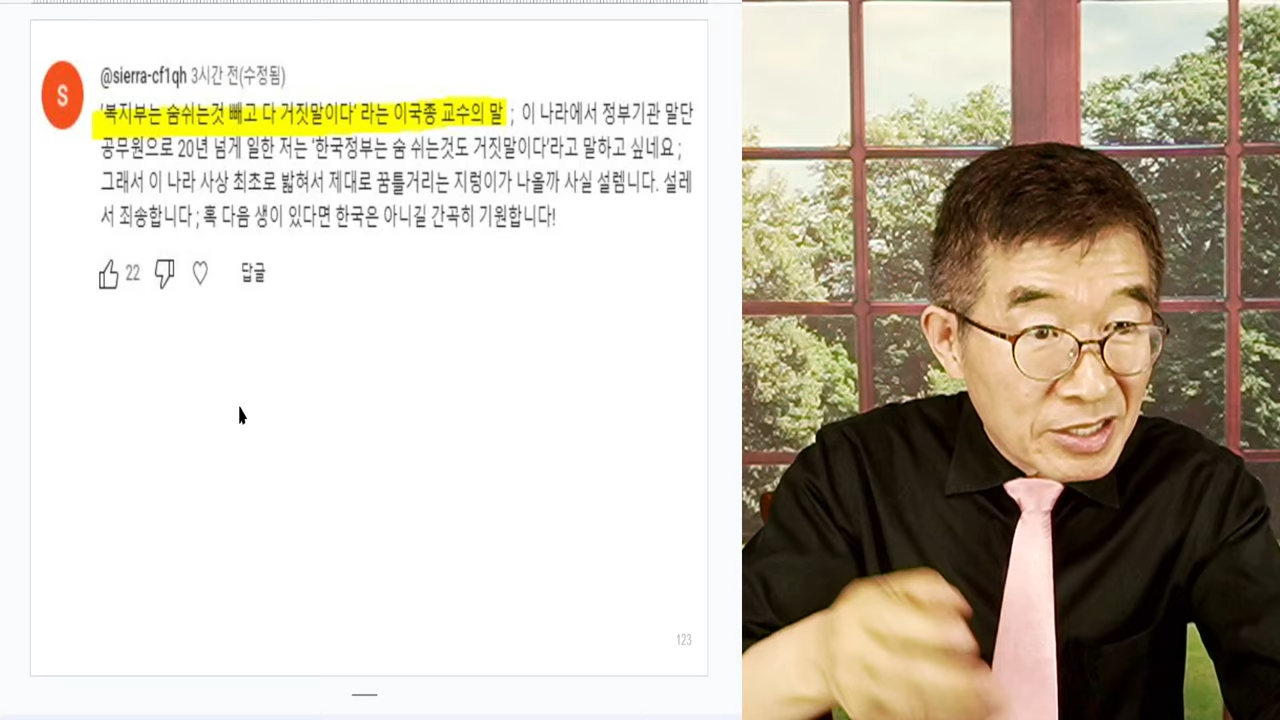 S
@sierra-cf1qh 3시간 전(수정됨)
'복지부는 숨쉬는것 빼고 다 거짓말이다' 라는 이국종 교수의 말 ; 이 나라에서 정부기관 말단
공무원으로 20년 넘게 일한 저는 '한국정부는 숨 쉬는것도 거짓말이다'라고 말하고 싶네요 ;
그래서 이 나라 사상 최초로 밟혀서 제대로 꿈틀거리는 지렁이가 나올까 사실 설렘니다. 설레
서 죄송합니다 ; 혹 다음 생이 있다면 한국은 아니길 간곡히 기원합니다!
22 답글
123